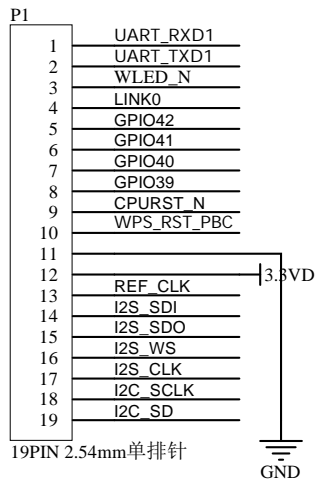 P1
1 UART_RXD1
2 UART_TXD1
3 WLED_N
4 LINK0
5 GPIO42
6 GPIO41
7 GPIO40
8 GPIO39
9 CPURST_N
10 WPS_RST_PBC
11
12 3.3VD
13 REF_CLK
14 I2S_SDI
15 I2S_SDO
16 I2S_WS
17 I2S_CLK
18 I2C_SCLK
19 I2C_SD
19PIN 2.54mm单排针
GND